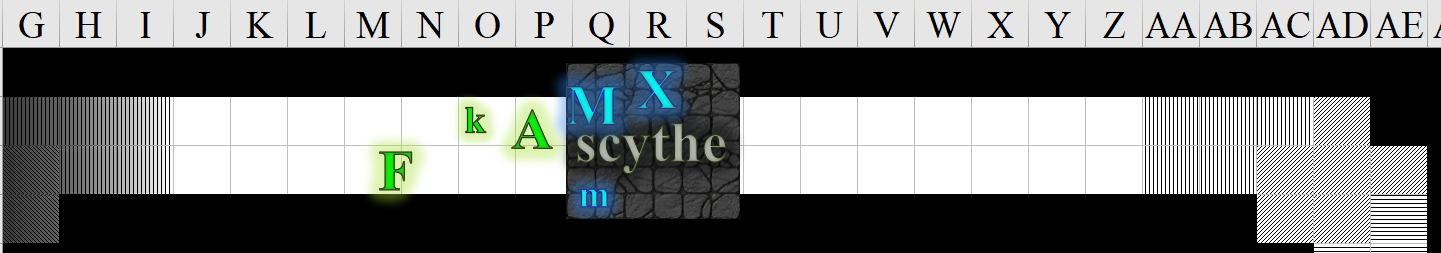 G H I J K L M N O P Q R S T U V W X Y Z AA AB AC AD AE
X
M
k A
scythe
F
m